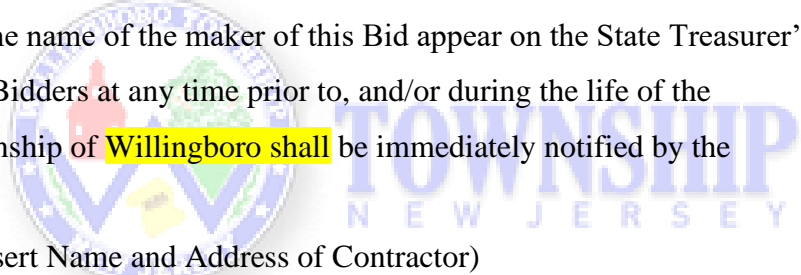 he name of the maker of this Bid appear on the State Treasurer’
Bidders at any time prior to, and/or during the life of the
nship of Willingboro shall be immediately notified by the
TOWNSHIP
NEW JERSEY
sert Name and Address of Contractor)